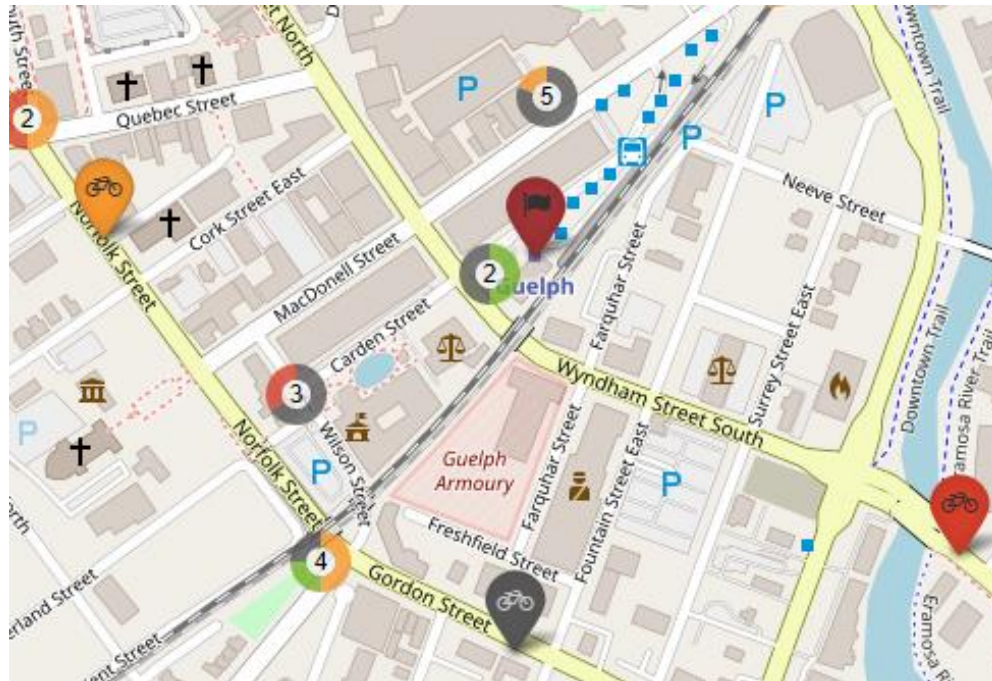 Downtown Trail
5
2
Quebec Street
Neeve Street
Cork Street East
Norfolk Street
MacDonell Street
2
Guelph
Farquhar Street
Surrey Street East
Carden Street
Wyndham Street South
Downtown Trail
Eramosa River Trail
3
Wilson Street
Norfolk Street
Guelph
Armoury
Farquhar Street
Fountain Street East
Freshfield Street
4
Gordon Street
P
P
P
P
P
P